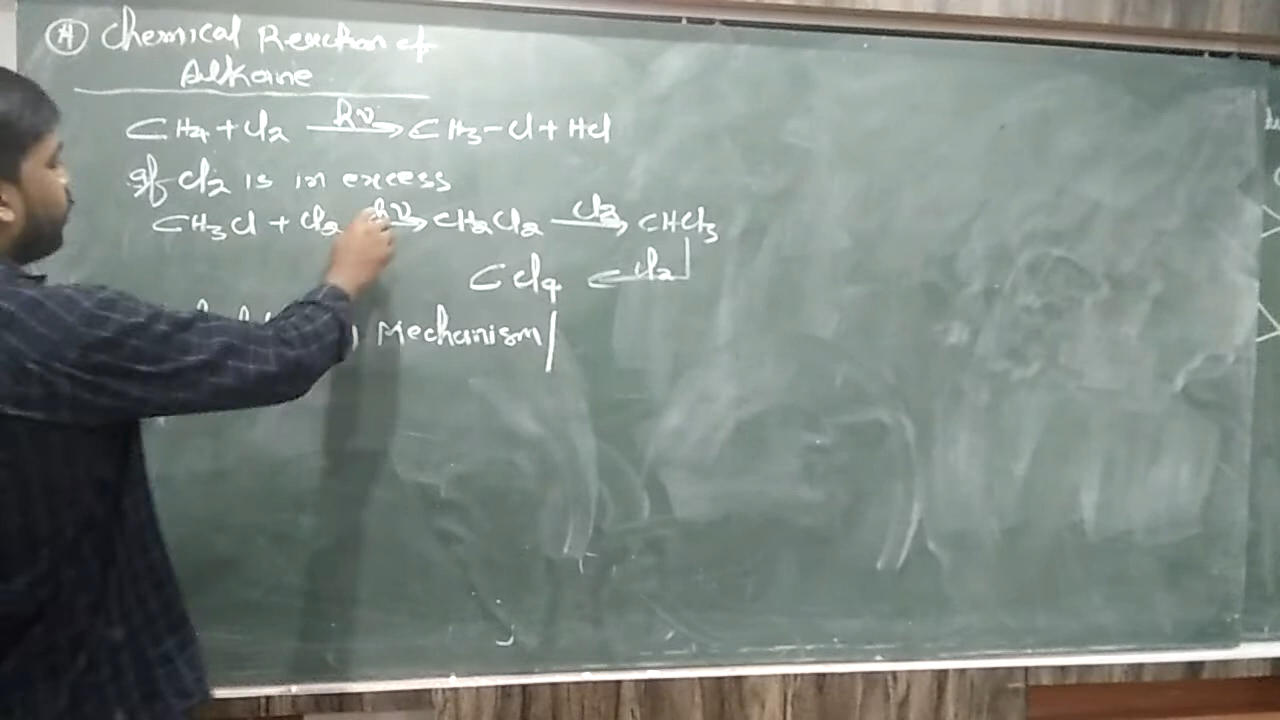 ④ Chemical Reaction of
Alkane
CH₄ + Cl₂ hν → CH₃-Cl + HCl
If Cl₂ is in excess
CH₃Cl + Cl₂ hν → CH₂Cl₂ Cl₂ → CHCl₃
CCl₄ ← Cl₂
Mechanism